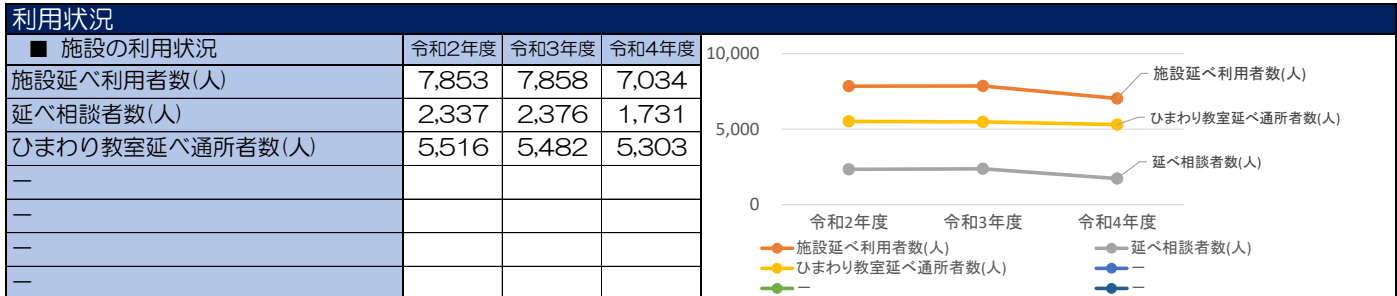 利用状況
■ 施設の利用状況 令和2年度 令和3年度 令和4年度
施設延べ利用者数(人) 7,853 7,858 7,034
延べ相談者数(人) 2,337 2,376 1,731
ひまわり教室延べ通所者数(人) 5,516 5,482 5,303
－
－
－
－
10,000
5,000
0
施設延べ利用者数(人)
ひまわり教室延べ通所者数(人)
延べ相談者数(人)
令和2年度 令和3年度 令和4年度
施設延べ利用者数(人) 延べ相談者数(人)
ひまわり教室延べ通所者数(人) －
－ －